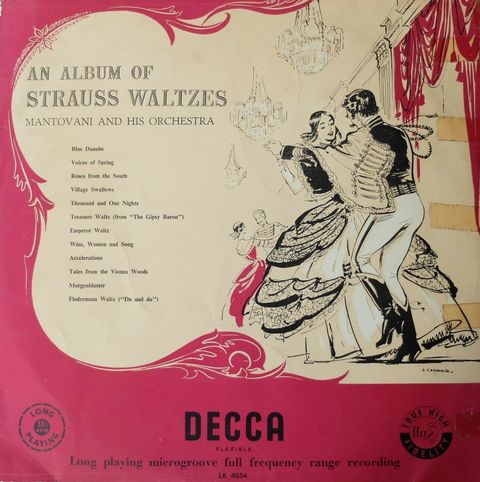 AN ALBUM OF
STRAUSS WALTZES
MANTOVANI AND HIS ORCHESTRA
Blue Danube
Voices of Spring
Roses from the South
Village Swallows
Thousand and One Nights
Treasure Waltz (from "The Gipsy Baron")
Emperor Waltz
Wine, Women and Song
Accelerations
Tales from the Vienna Woods
Morgenblatter
Fledermaus Waltz ("Du und du")
LONG
33
PLAYING
DECCA
FLEXIBLE
TRUE HIGH
ffrr
FIDELITY
Long playing microgroove full frequency range recording
LK 4054